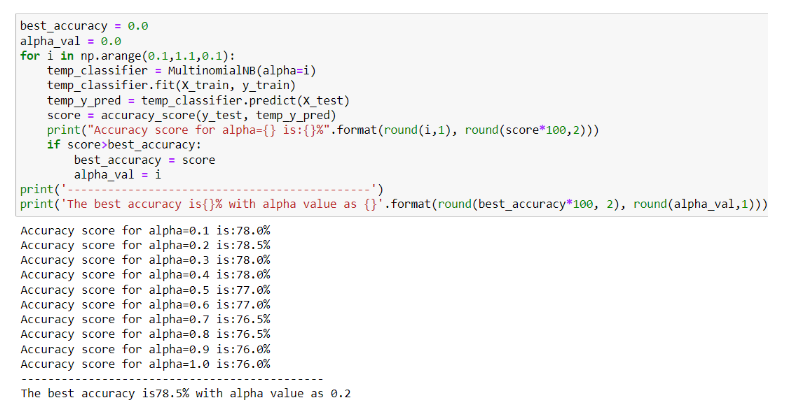 best_accuracy = 0.0
alpha_val = 0.0
for i in np.arange(0.1,1.1,0.1):
    temp_classifier = MultinomialNB(alpha=i)
    temp_classifier.fit(X_train, y_train)
    temp_y_pred = temp_classifier.predict(X_test)
    score = accuracy_score(y_test, temp_y_pred)
    print("Accuracy score for alpha={} is:{}%".format(round(i,1), round(score*100,2)))
    if score>best_accuracy:
        best_accuracy = score
        alpha_val = i
print('--------------------------------------------')
print('The best accuracy is{}% with alpha value as {}'.format(round(best_accuracy*100, 2), round(alpha_val,1)))
Accuracy score for alpha=0.1 is:78.0%
Accuracy score for alpha=0.2 is:78.5%
Accuracy score for alpha=0.3 is:78.0%
Accuracy score for alpha=0.4 is:78.0%
Accuracy score for alpha=0.5 is:77.0%
Accuracy score for alpha=0.6 is:77.0%
Accuracy score for alpha=0.7 is:76.5%
Accuracy score for alpha=0.8 is:76.5%
Accuracy score for alpha=0.9 is:76.0%
Accuracy score for alpha=1.0 is:76.0%
--------------------------------------------
The best accuracy is78.5% with alpha value as 0.2